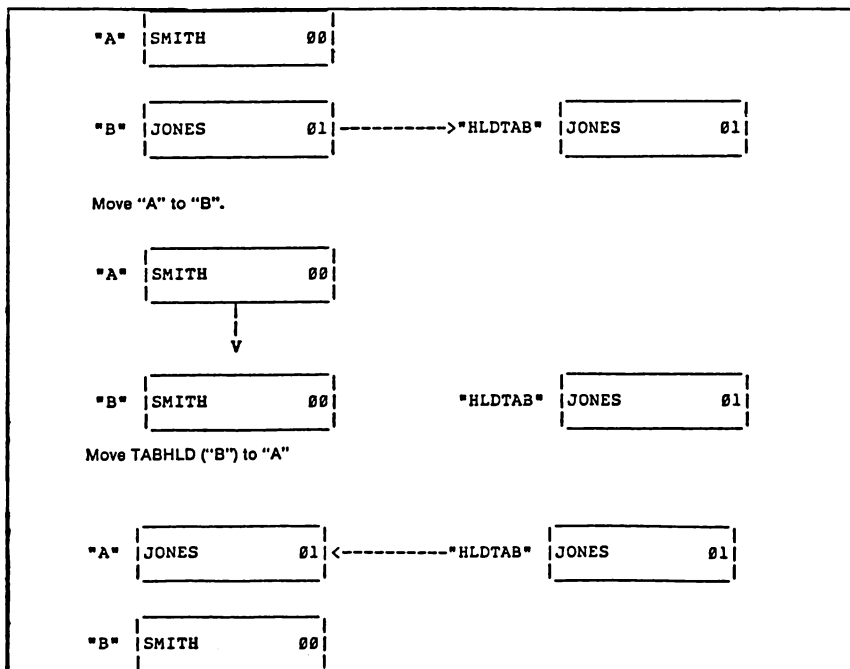 "A" SMITH 00
"B" JONES 01 ---------->"HLDTAB" JONES 01
Move “A” to “B”.
"A" SMITH 00
V
"B" SMITH 00 "HLDTAB" JONES 01
Move TABHLD (“B”) to “A”
"A" JONES 01 <----------"HLDTAB" JONES 01
"B" SMITH 00